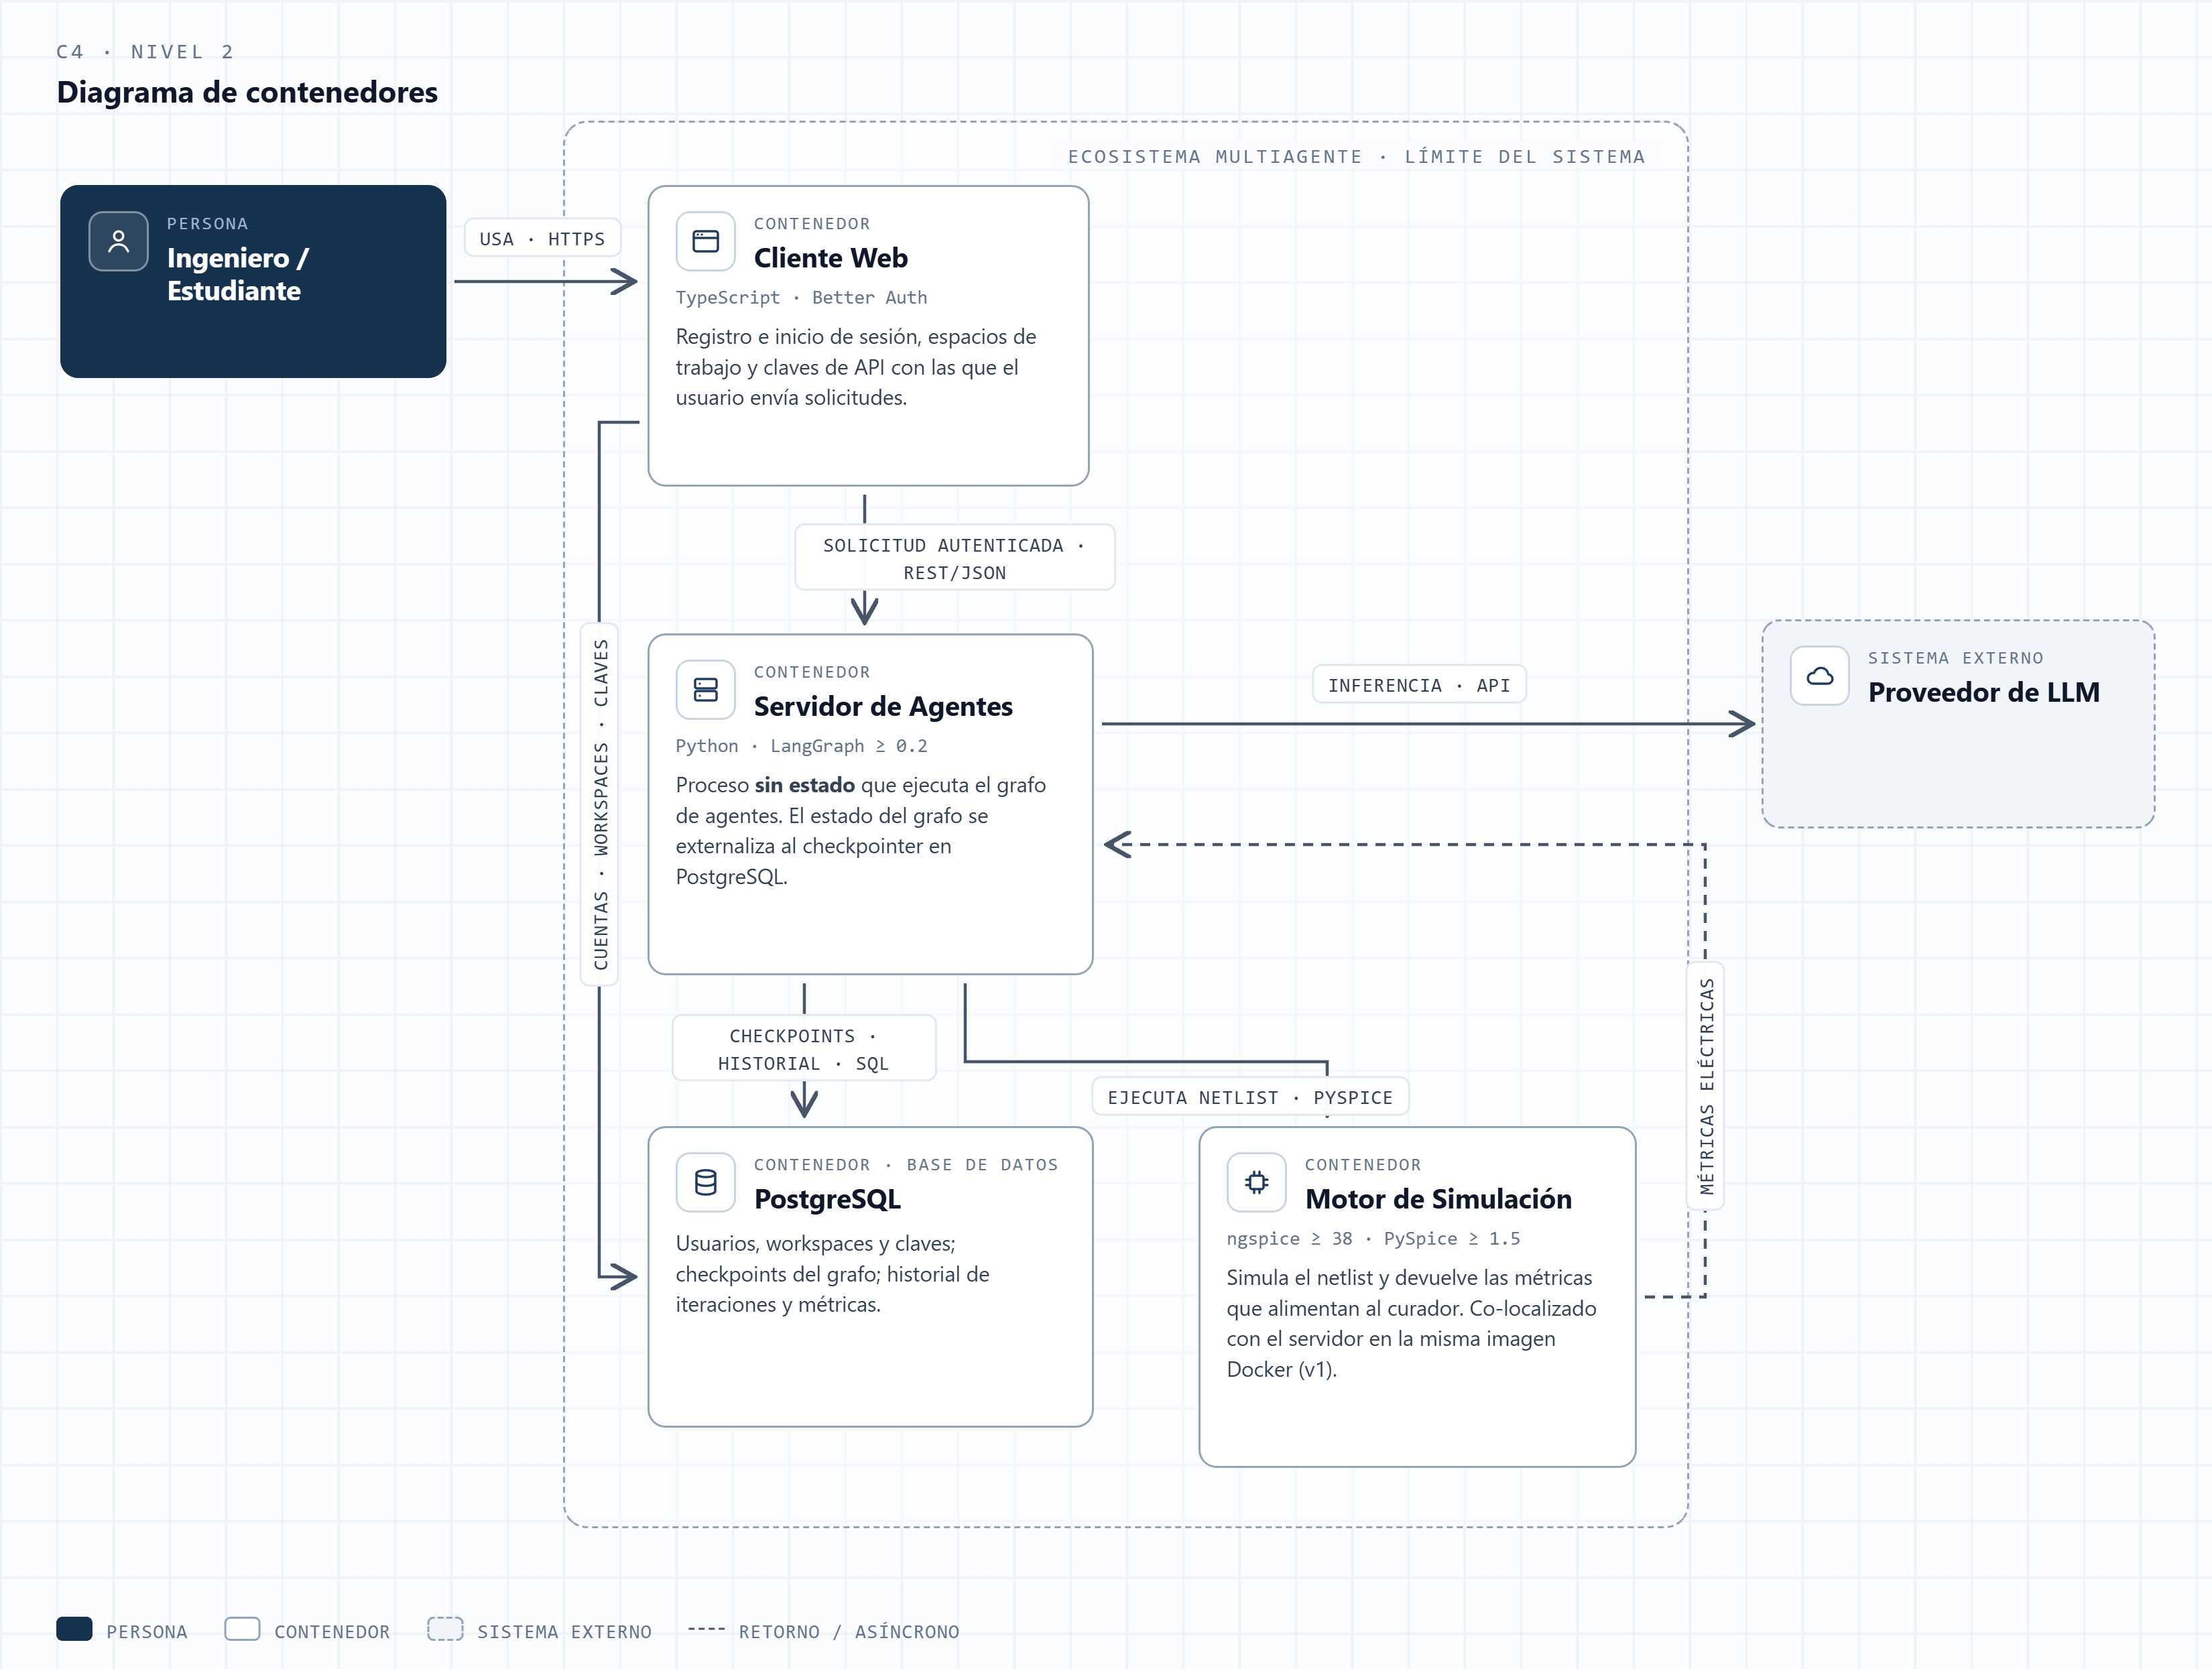 C4 · NIVEL 2
Diagrama de contenedores
ECOSISTEMA MULTIAGENTE · LÍMITE DEL SISTEMA
PERSONA
Ingeniero /
Estudiante
USA · HTTPS
CONTENEDOR
Cliente Web
TypeScript · Better Auth
Registro e inicio de sesión, espacios de
trabajo y claves de API con las que el
usuario envía solicitudes.
SOLICITUD AUTENTICADA ·
REST/JSON
CUENTAS · WORKSPACES · CLAVES
CONTENEDOR
Servidor de Agentes
Python · LangGraph ≥ 0.2
Proceso sin estado que ejecuta el grafo
de agentes. El estado del grafo se
externaliza al checkpointer en
PostgreSQL.
INFERENCIA · API
SISTEMA EXTERNO
Proveedor de LLM
MÉTRICAS ELÉCTRICAS
CHECKPOINTS ·
HISTORIAL · SQL
EJECUTA NETLIST · PYSPICE
CONTENEDOR · BASE DE DATOS
PostgreSQL
Usuarios, workspaces y claves;
checkpoints del grafo; historial de
iteraciones y métricas.
CONTENEDOR
Motor de Simulación
ngspice ≥ 38 · PySpice ≥ 1.5
Simula el netlist y devuelve las métricas
que alimentan al curador. Co-localizado
con el servidor en la misma imagen
Docker (v1).
PERSONA
CONTENEDOR
SISTEMA EXTERNO
RETORNO / ASÍNCRONO